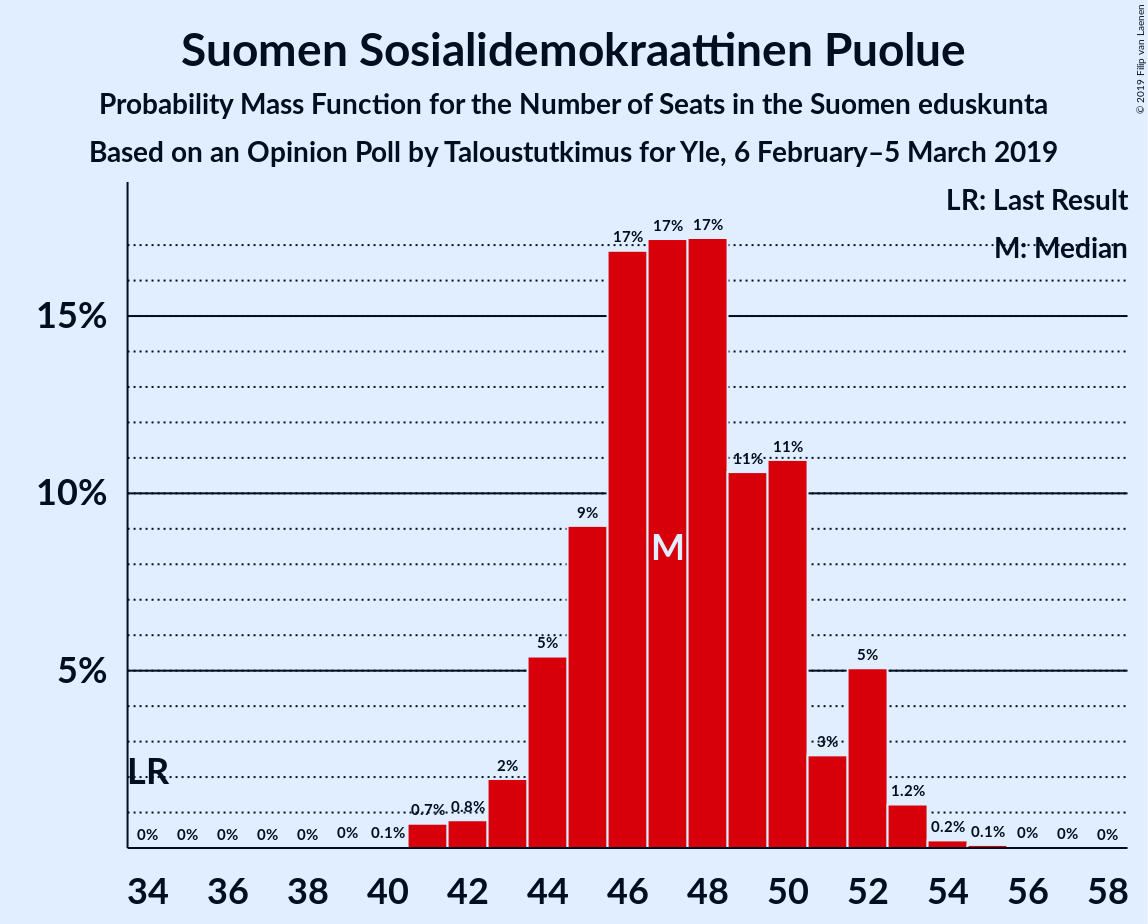 Suomen Sosialidemokraattinen Puolue
Probability Mass Function for the Number of Seats in the Suomen eduskunta
Based on an Opinion Poll by Taloustutkimus for Yle, 6 February–5 March 2019
© 2019 Filip van Laenen
LR: Last Result
M: Median
15%
10%
5%
LR
M
0% 0% 0% 0% 0% 0% 0.1% 0.7% 0.8% 2% 5% 9% 17% 17% 17% 11% 11% 3% 5% 1.2% 0.2% 0.1% 0% 0% 0%
34 36 38 40 42 44 46 48 50 52 54 56 58